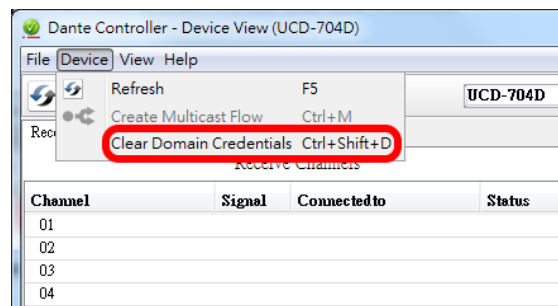 Dante Controller - Device View (UCD-704D)
File Device View Help
Refresh F5
UCD-704D
Create Multicast Flow Ctrl+M
Rece
Clear Domain Credentials Ctrl+Shift+D
Receive Channels
Channel Signal Connected to Status
01
02
03
04